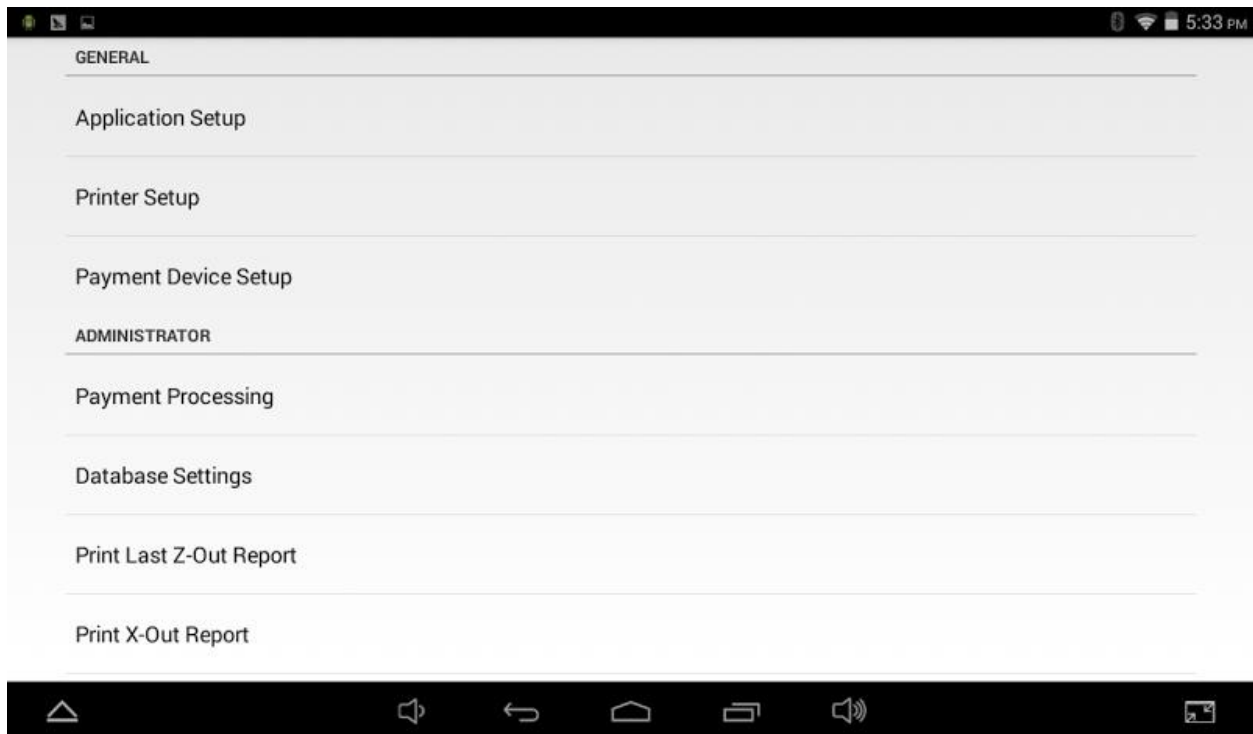 5:33 PM
GENERAL
Application Setup
Printer Setup
Payment Device Setup
ADMINISTRATOR
Payment Processing
Database Settings
Print Last Z-Out Report
Print X-Out Report